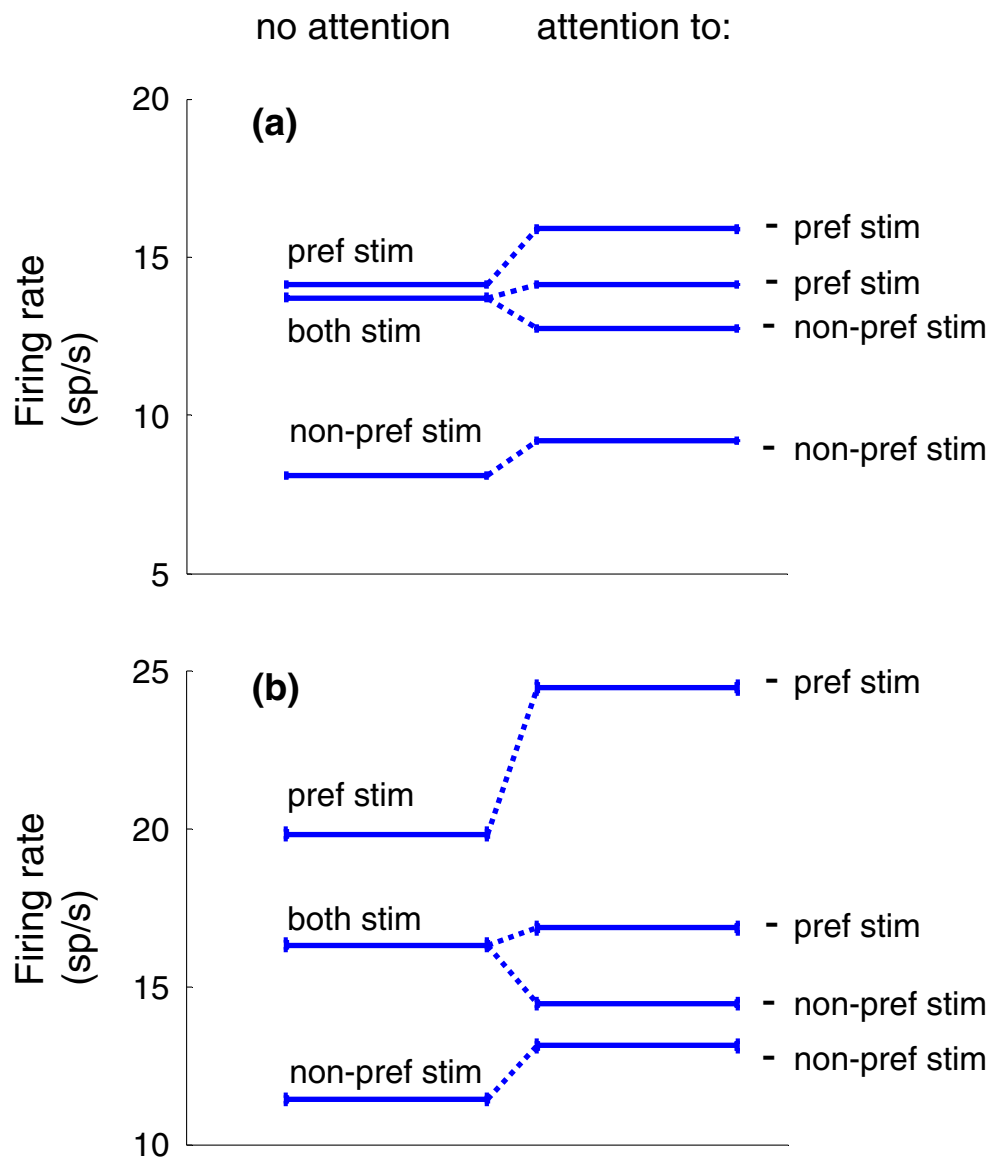 no attention attention to:
20
(a)
pref stim - pref stim
15
- pref stim
both stim - non-pref stim
10
non-pref stim - non-pref stim
5
Firing rate
(sp/s)
25
(b) - pref stim
pref stim
20
both stim - pref stim
15
- non-pref stim
non-pref stim - non-pref stim
10
Firing rate
(sp/s)